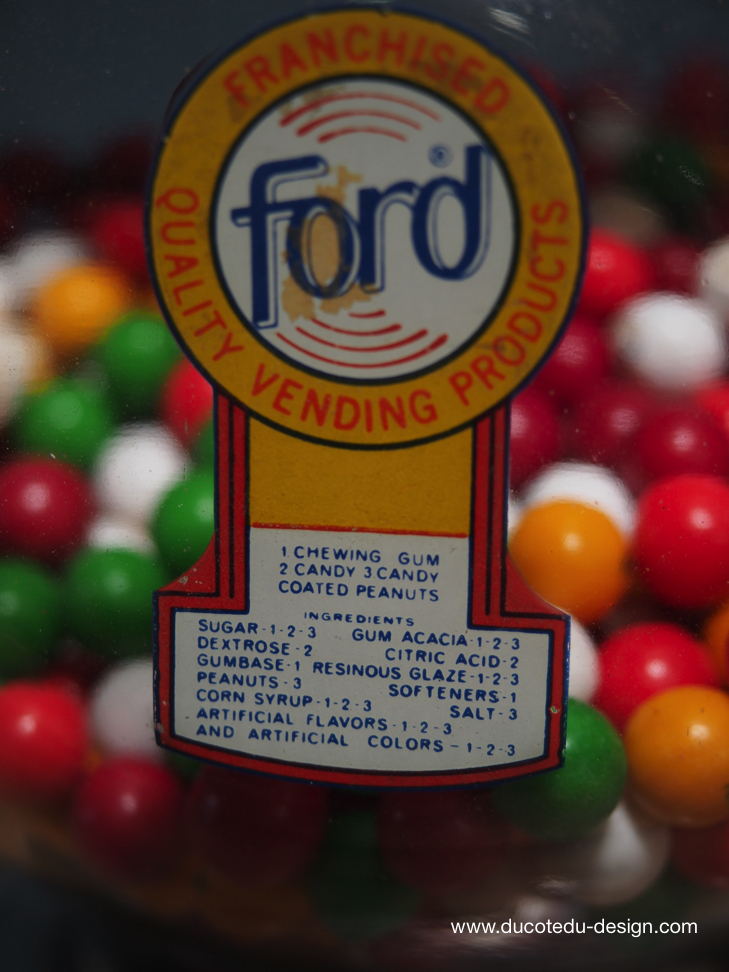 FRANCHISED
ford®
QUALITY VENDING PRODUCTS
1 CHEWING GUM
2 CANDY 3 CANDY
COATED PEANUTS
INGREDIENTS
SUGAR-1-2-3 GUM ACACIA-1-2-3
DEXTROSE-2 CITRIC ACID-2
GUMBASE-1 RESINOUS GLAZE-1-2-3
PEANUTS-3 SOFTENERS-1
CORN SYRUP-1-2-3 SALT-3
ARTIFICIAL FLAVORS-1-2-3
AND ARTIFICIAL COLORS-1-2-3
www.ducotedu-design.com